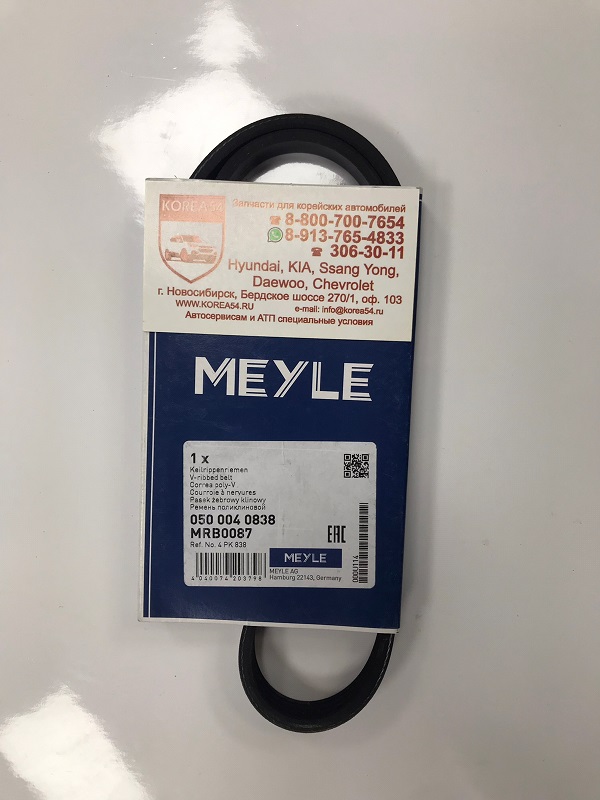 KOREA54
Запчасти для корейских автомобилей
8-800-700-7654
8-913-765-4833
306-30-11
Hyundai, KIA, Ssang Yong,
Daewoo, Chevrolet
г. Новосибирск, Бердское шоссе 270/1, оф. 103
WWW.KOREA54.RU e-mail: info@korea54.ru
Автосервисам и АТП специальные условия
MEYLE
1 x
Keilrippenriemen
V-ribbed belt
Correa poly-V
Courroie à nervures
Pasek żebrowy klinowy
Ремень поликлиновой
050 004 0838
MRB0087
Ref. No. 4 PK 838
EAC
MEYLE
MEYLE AG
Hamburg 22143, Germany
4 040074 203798
000U114